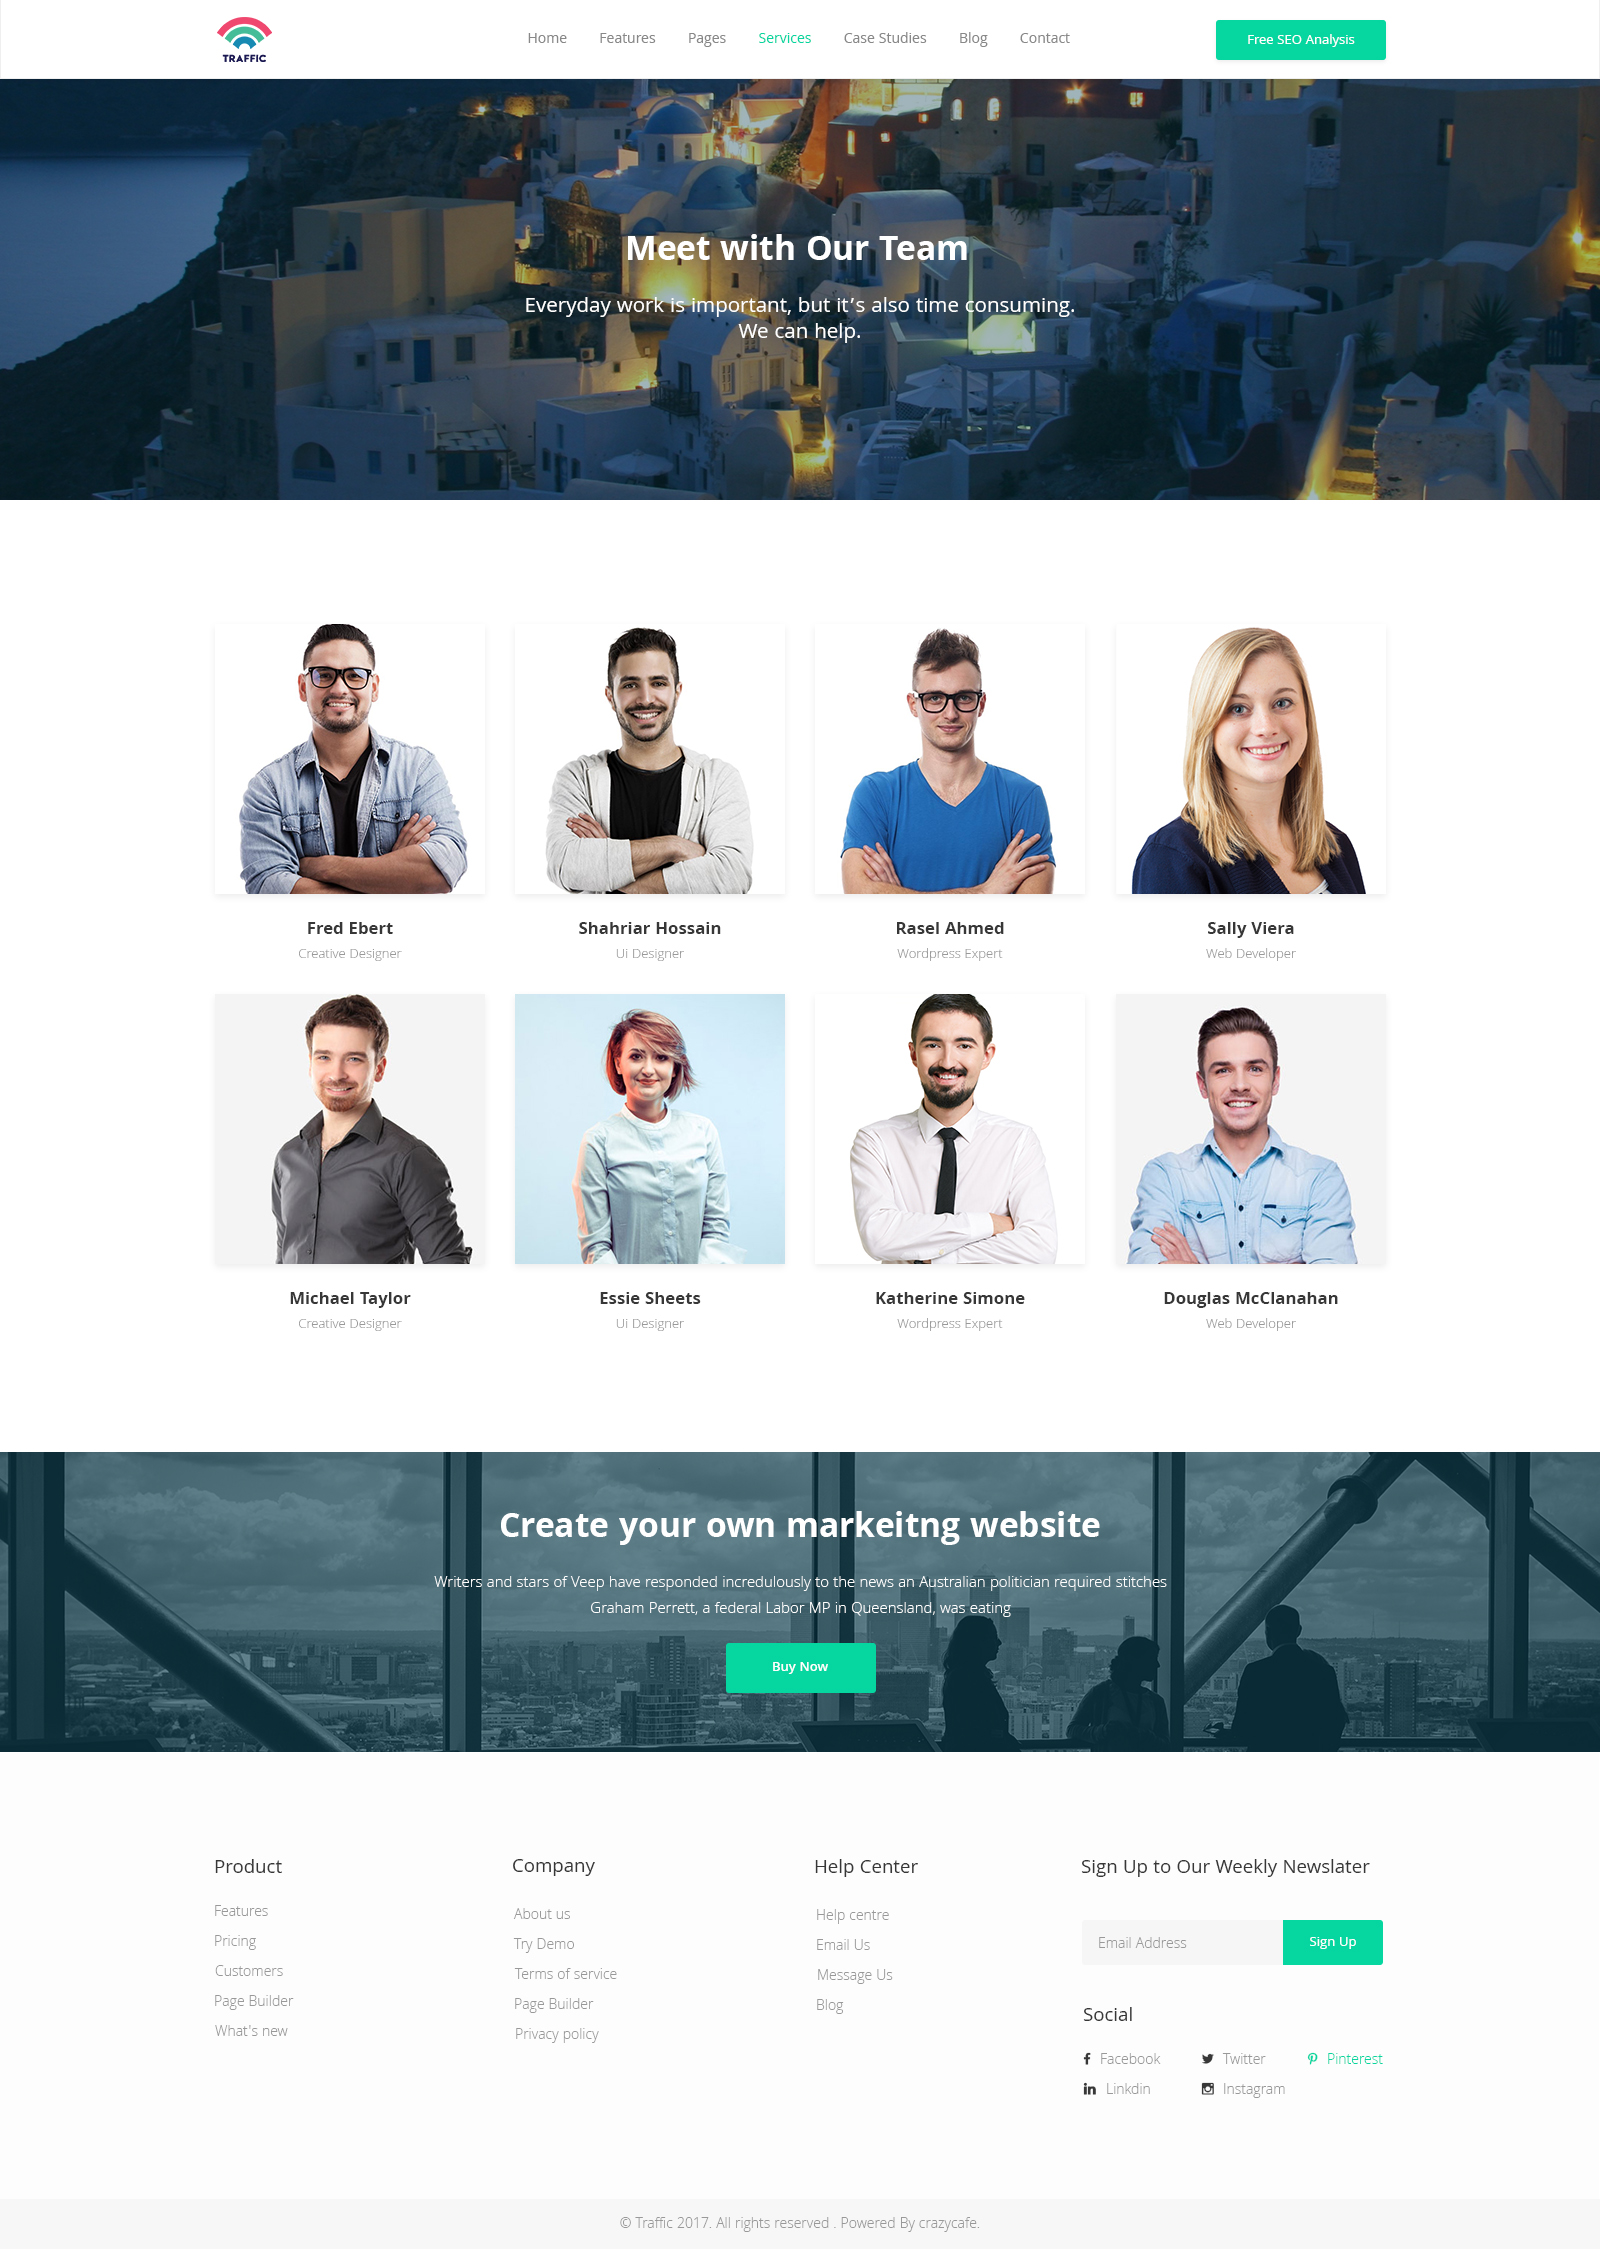 TRAFFIC
Home Features Pages Services Case Studies Blog Contact
Free SEO Analysis
Meet with Our Team
Everyday work is important, but it's also time consuming.
We can help.
Fred Ebert
Creative Designer
Shahriar Hossain
Ui Designer
Rasel Ahmed
Wordpress Expert
Sally Viera
Web Developer
Michael Taylor
Creative Designer
Essie Sheets
Ui Designer
Katherine Simone
Wordpress Expert
Douglas McClanahan
Web Developer
Create your own markeitng website
Writers and stars of Veep have responded incredulously to the news an Australian politician required stitches
Graham Perrett, a federal Labor MP in Queensland, was eating
Buy Now
Product
Features
Pricing
Customers
Page Builder
What's new
Company
About us
Try Demo
Terms of service
Page Builder
Privacy policy
Help Center
Help centre
Email Us
Message Us
Blog
Sign Up to Our Weekly Newslater
Email Address
Sign Up
Social
Facebook Twitter Pinterest
Linkdin Instagram
© Traffic 2017. All rights reserved . Powered By crazycafe.